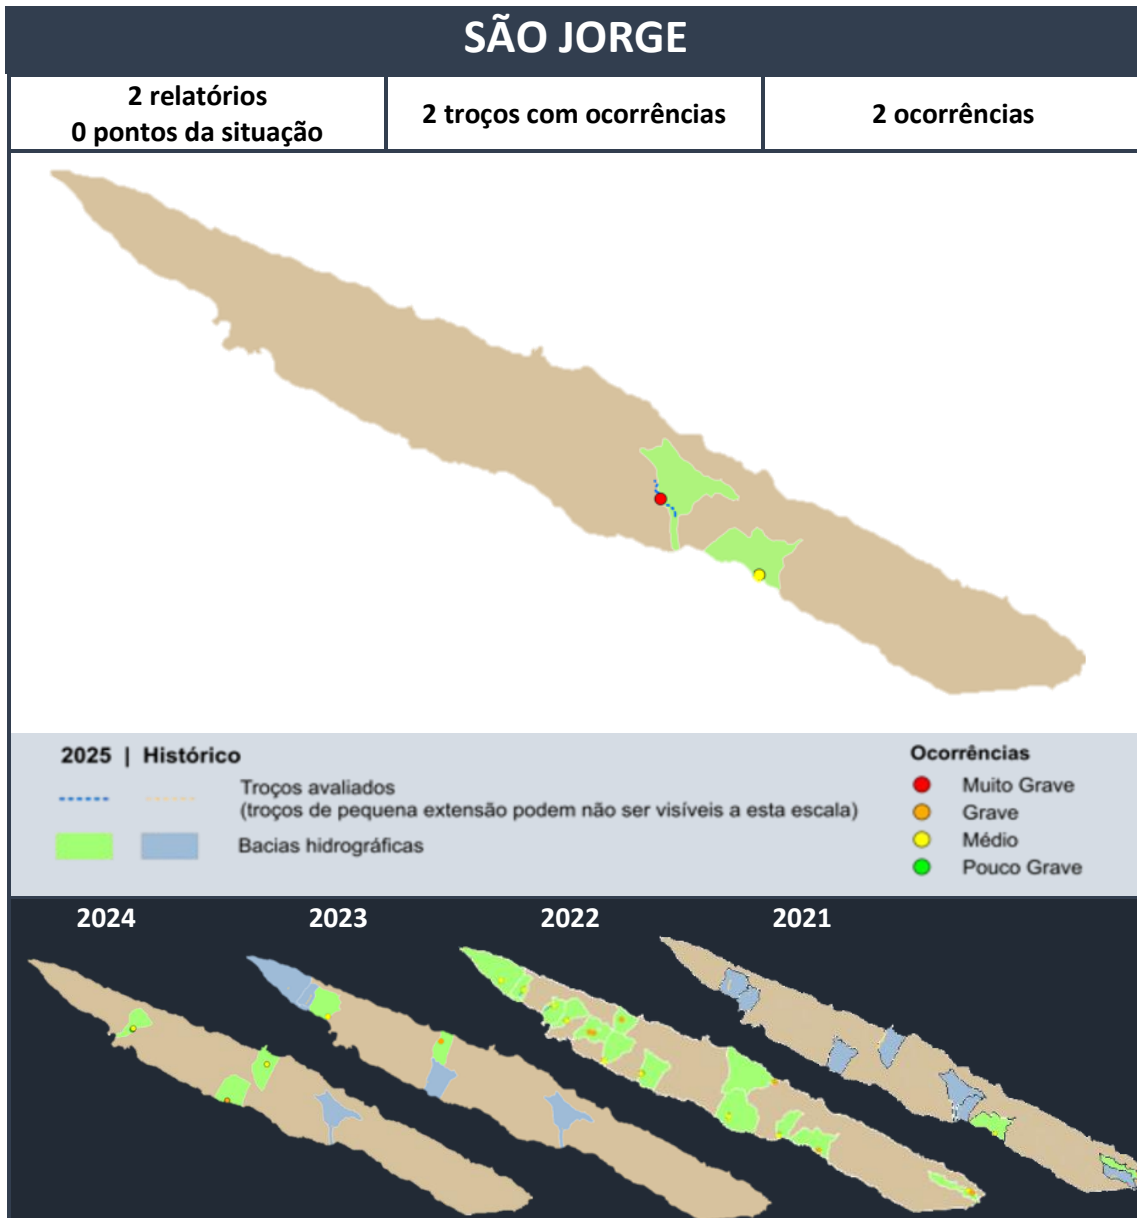 SÃO JORGE
2 relatórios
0 pontos da situação
2 troços com ocorrências
2 ocorrências
2025 | Histórico
Troços avaliados
(troços de pequena extensão podem não ser visíveis a esta escala)
Bacias hidrográficas
Ocorrências
Muito Grave
Grave
Médio
Pouco Grave
2024
2023
2022
2021